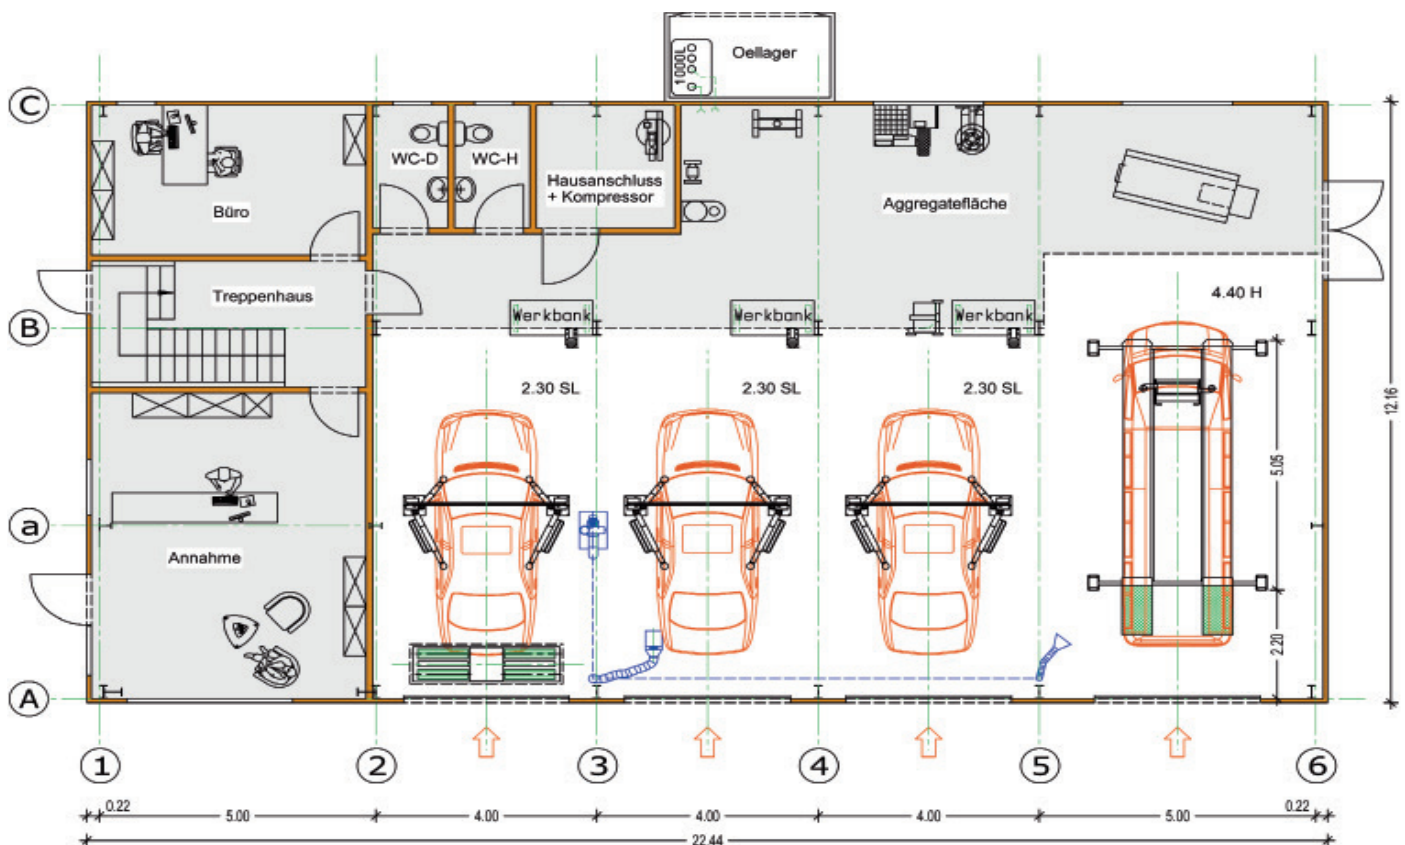 Oellager
1000L
C
WC-D
WC-H
Hausanschluss
+ Kompressor
Büro
Aggregatefläche
Treppenhaus
4.40 H
B
Werkbank
Werkbank
Werkbank
2.30 SL
2.30 SL
2.30 SL
12.16
5.05
a
Annahme
2.20
A
1
2
3
4
5
6
0.22
5.00
4.00
4.00
4.00
5.00
0.22
22.44